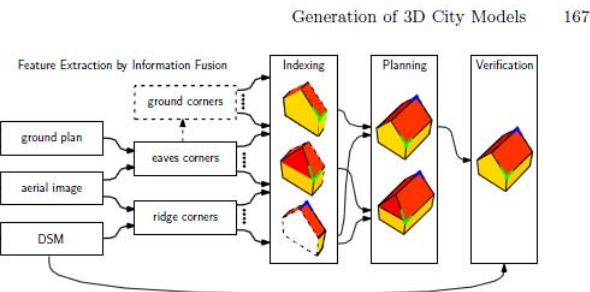 Generation of 3D City Models 167
Feature Extraction by Information Fusion
Indexing
Planning
Verification
ground corners
ground plan
eaves corners
aerial image
ridge corners
DSM